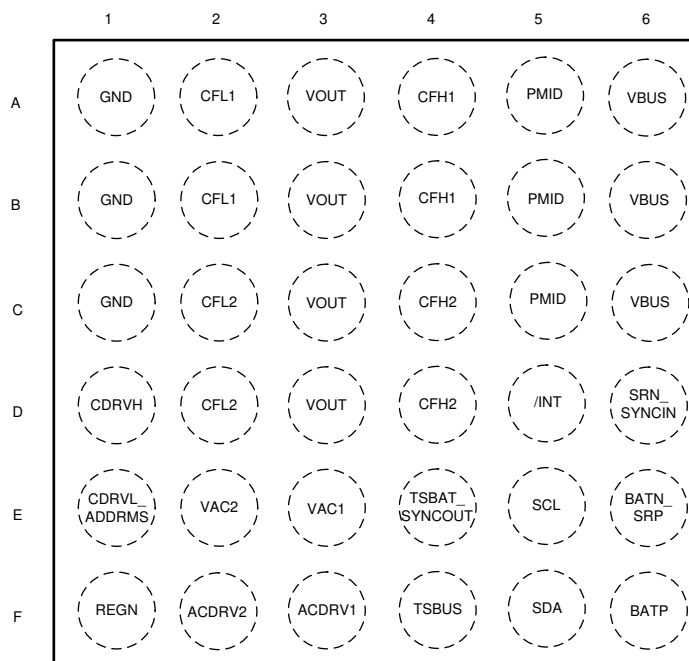 1 2 3 4 5 6
A GND CFL1 VOUT CFH1 PMID VBUS
B GND CFL1 VOUT CFH1 PMID VBUS
C GND CFL2 VOUT CFH2 PMID VBUS
D CDRVH CFL2 VOUT CFH2 /INT SRN_
SYNCIN
E CDRVL_
ADDRMS VAC2 VAC1 TSBAT_
SYNCOUT SCL BATN_
SRP
F REGN ACDRV2 ACDRV1 TSBUS SDA BATP